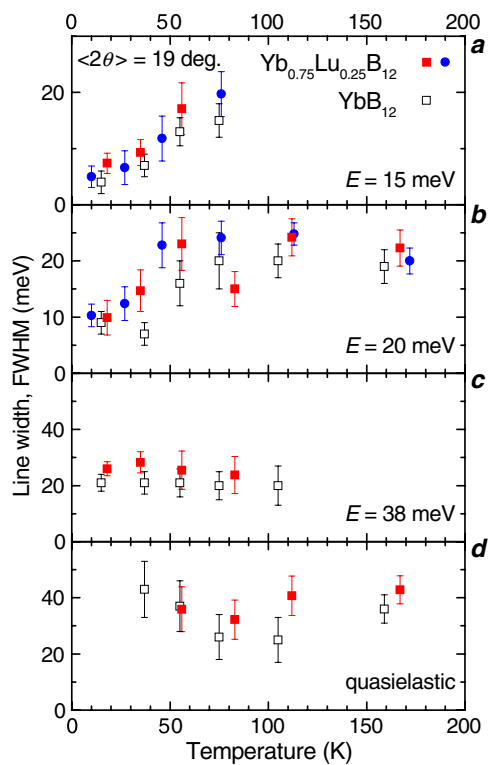 0 50 100 150 200
a
<2θ> = 19 deg.
Yb0.75Lu0.25B12
YbB12
20
0
E = 15 meV
b
20
10
0
E = 20 meV
c
40
20
0
E = 38 meV
d
40
20
0
quasielastic
Line width, FWHM (meV)
0 50 100 150 200
Temperature (K)